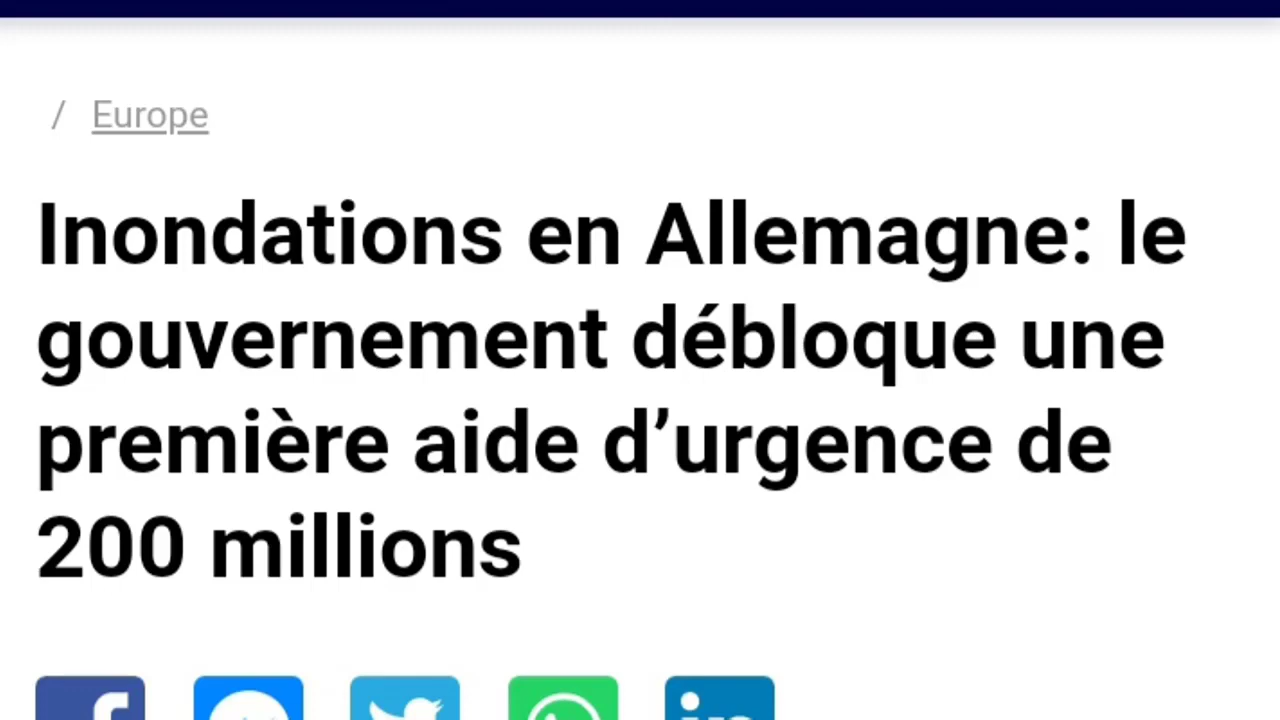 / Europe
Inondations en Allemagne: le
gouvernement débloque une
première aide d’urgence de
200 millions